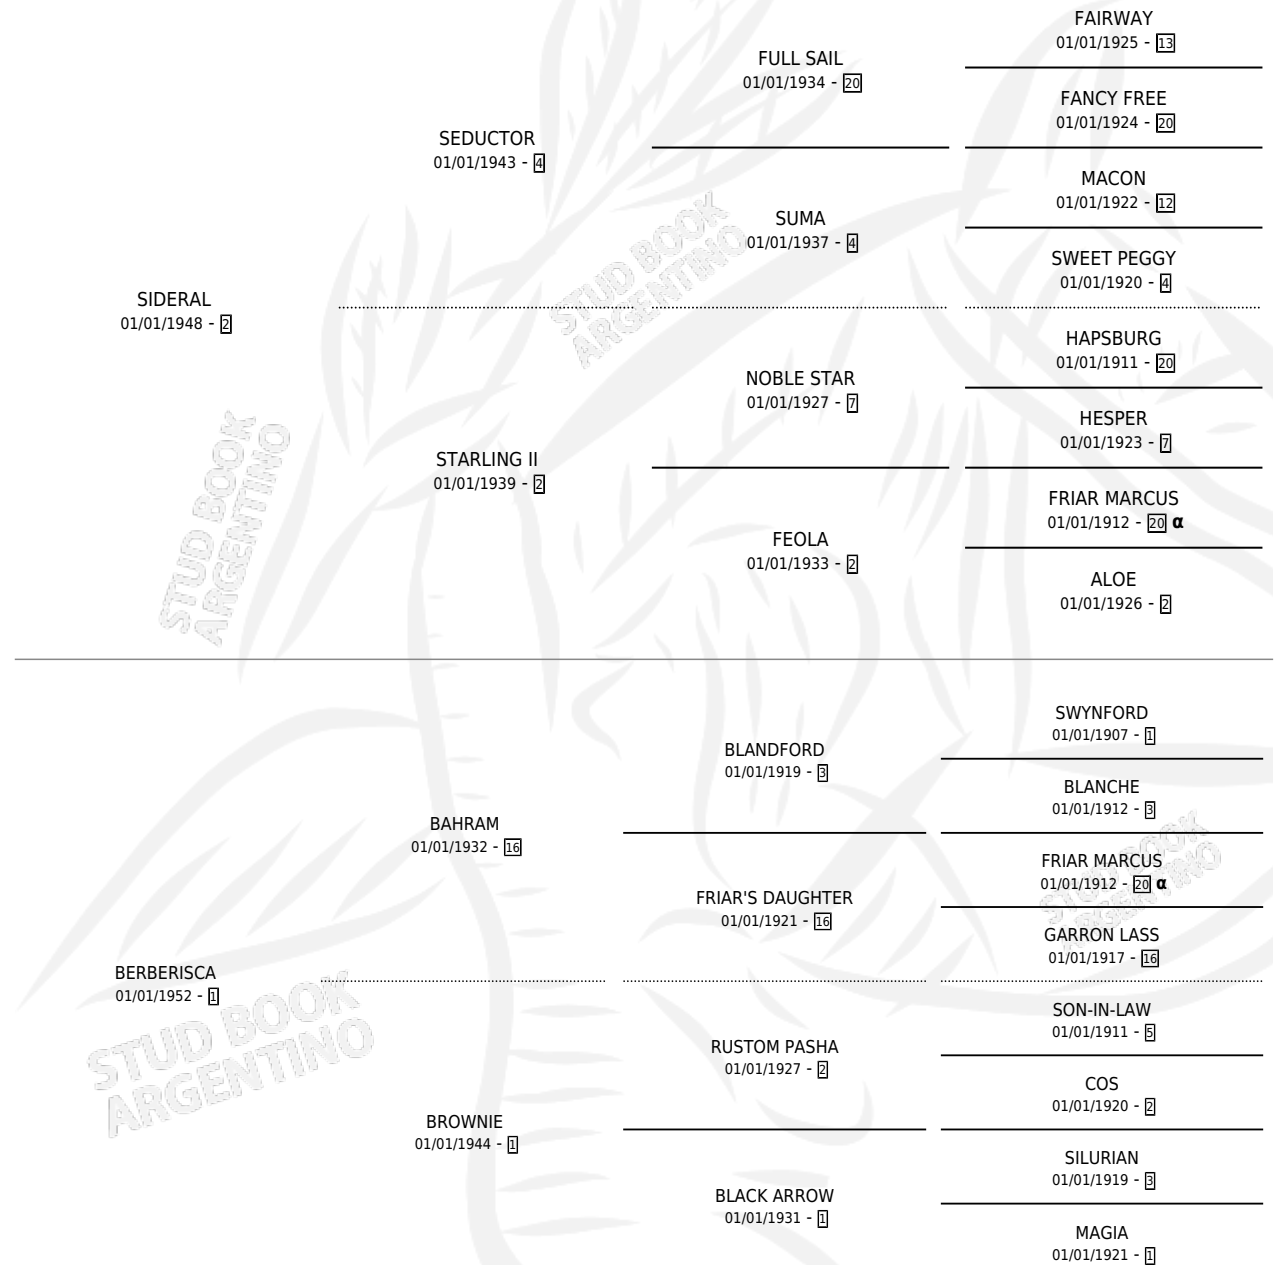 FAIRWAY
01/01/1925 - 13
FULL SAIL
01/01/1934 - 20
FANCY FREE
01/01/1924 - 20
SEDUCTOR
01/01/1943 - 4
MACON
01/01/1922 - 12
SUMA
01/01/1937 - 4
SWEET PEGGY
01/01/1920 - 4
STUD BOOK
ARGENTINO
SIDERAL
01/01/1948 - 2
HAPSBURG
01/01/1911 - 20
NOBLE STAR
01/01/1927 - 7
HESPER
01/01/1923 - 7
STARLING II
01/01/1939 - 2
FRIAR MARCUS
01/01/1912 - 20 α
FEOLA
01/01/1933 - 2
ALOE
01/01/1926 - 2
STUD BOOK
ARGENTINO
SWYNFORD
01/01/1907 - 1
BLANDFORD
01/01/1919 - 3
BLANCHE
01/01/1912 - 3
BAHRAM
01/01/1932 - 16
FRIAR MARCUS
01/01/1912 - 20 α
STUD BOOK
ARGENTINO
FRIAR'S DAUGHTER
01/01/1921 - 16
GARRON LASS
01/01/1917 - 16
BERBERISCA
01/01/1952 - 1
STUD BOOK
ARGENTINO
SON-IN-LAW
01/01/1911 - 5
RUSTOM PASHA
01/01/1927 - 2
COS
01/01/1920 - 2
BROWNIE
01/01/1944 - 1
SILURIAN
01/01/1919 - 3
BLACK ARROW
01/01/1931 - 1
MAGIA
01/01/1921 - 1